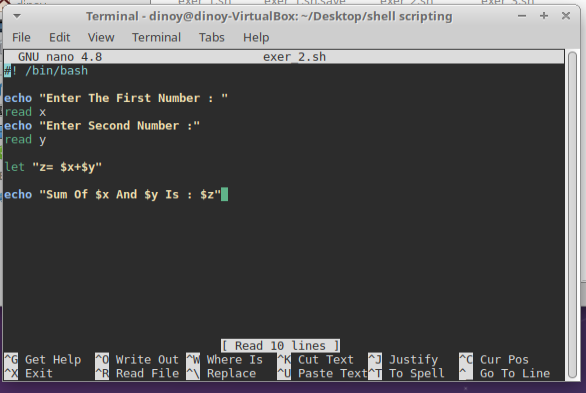 Terminal - dinoy@dinoy-VirtualBox: ~/Desktop/shell scripting
File Edit View Terminal Tabs Help
GNU nano 4.8 exer_2.sh
#! /bin/bash
echo "Enter The First Number : "
read x
echo "Enter Second Number :"
read y
let "z= $x+$y"
echo "Sum Of $x And $y Is : $z"
[ Read 10 lines ]
^G Get Help ^O Write Out ^W Where Is ^K Cut Text ^J Justify ^C Cur Pos
^X Exit ^R Read File ^\ Replace ^U Paste Text^T To Spell ^_ Go To Line